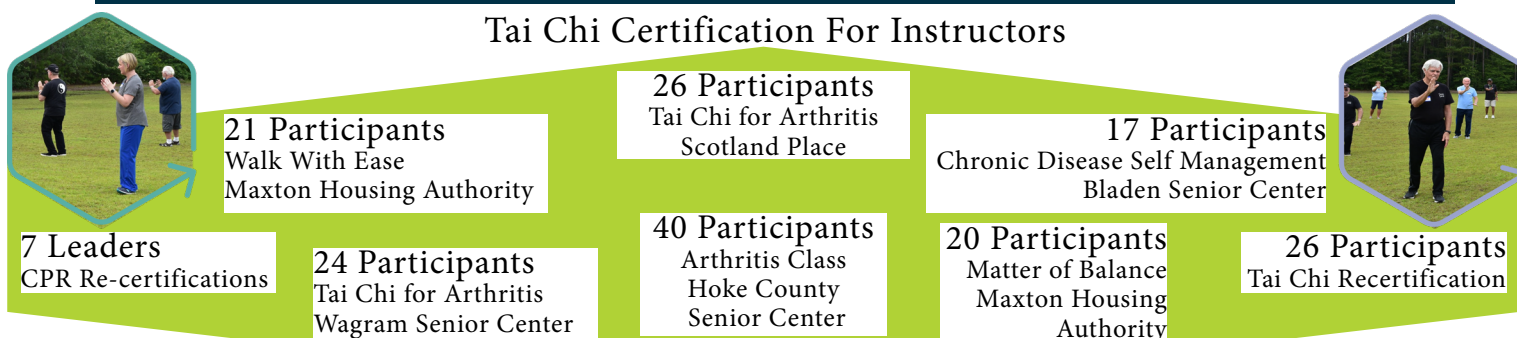 Tai Chi Certification For Instructors
26 Participants
Tai Chi for Arthritis
Scotland Place
21 Participants
Walk With Ease
Maxton Housing Authority
17 Participants
Chronic Disease Self Management
Bladen Senior Center
7 Leaders
CPR Re-certifications
24 Participants
Tai Chi for Arthritis
Wagram Senior Center
40 Participants
Arthritis Class
Hoke County
Senior Center
20 Participants
Matter of Balance
Maxton Housing
Authority
26 Participants
Tai Chi Recertification